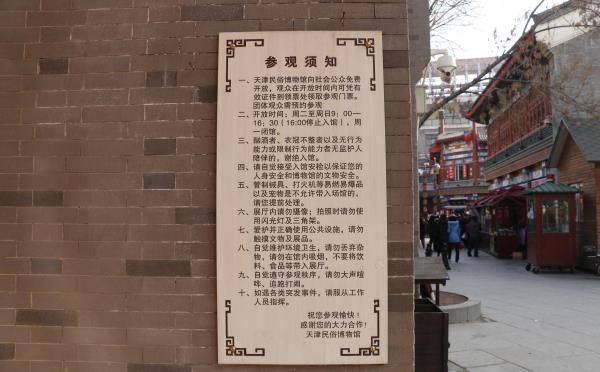 参观须知
一、天津民俗博物馆向社会公众免费
开放，观众在开放时间内可凭有
效证件到领票处领取参观门票。
团体观众需预约参观
二、开放时间：周二至周日9：00—
16：30（16:00停止入馆），周
一闭馆。
三、酗酒者、衣冠不整者以及无行为
能力或限制行为能力者无监护人
陪伴的，谢绝入馆。
四、请自觉接受入馆安检以保证您的
人身安全和博物馆的文物安全。
五、管制械具、打火机等易燃易爆品
以及宠物是不允许带入场馆的，
请您提前处理。
六、展厅内请勿摄像；拍照时请勿使
用闪光灯及三角架。
七、爱护并正确使用公共设施，请勿
触摸文物及展品。
八、自觉维护环境卫生，请勿丢弃杂
物，请勿在馆内吸烟，不要将饮
料、食品等带入展厅。
九、自觉遵守参观秩序，请勿大声喧
哗、追跑打闹。
十、如遇各类突发事件，请服从工作
人员指挥。
祝您参观愉快！
感谢您的大力合作！
天津民俗博物馆